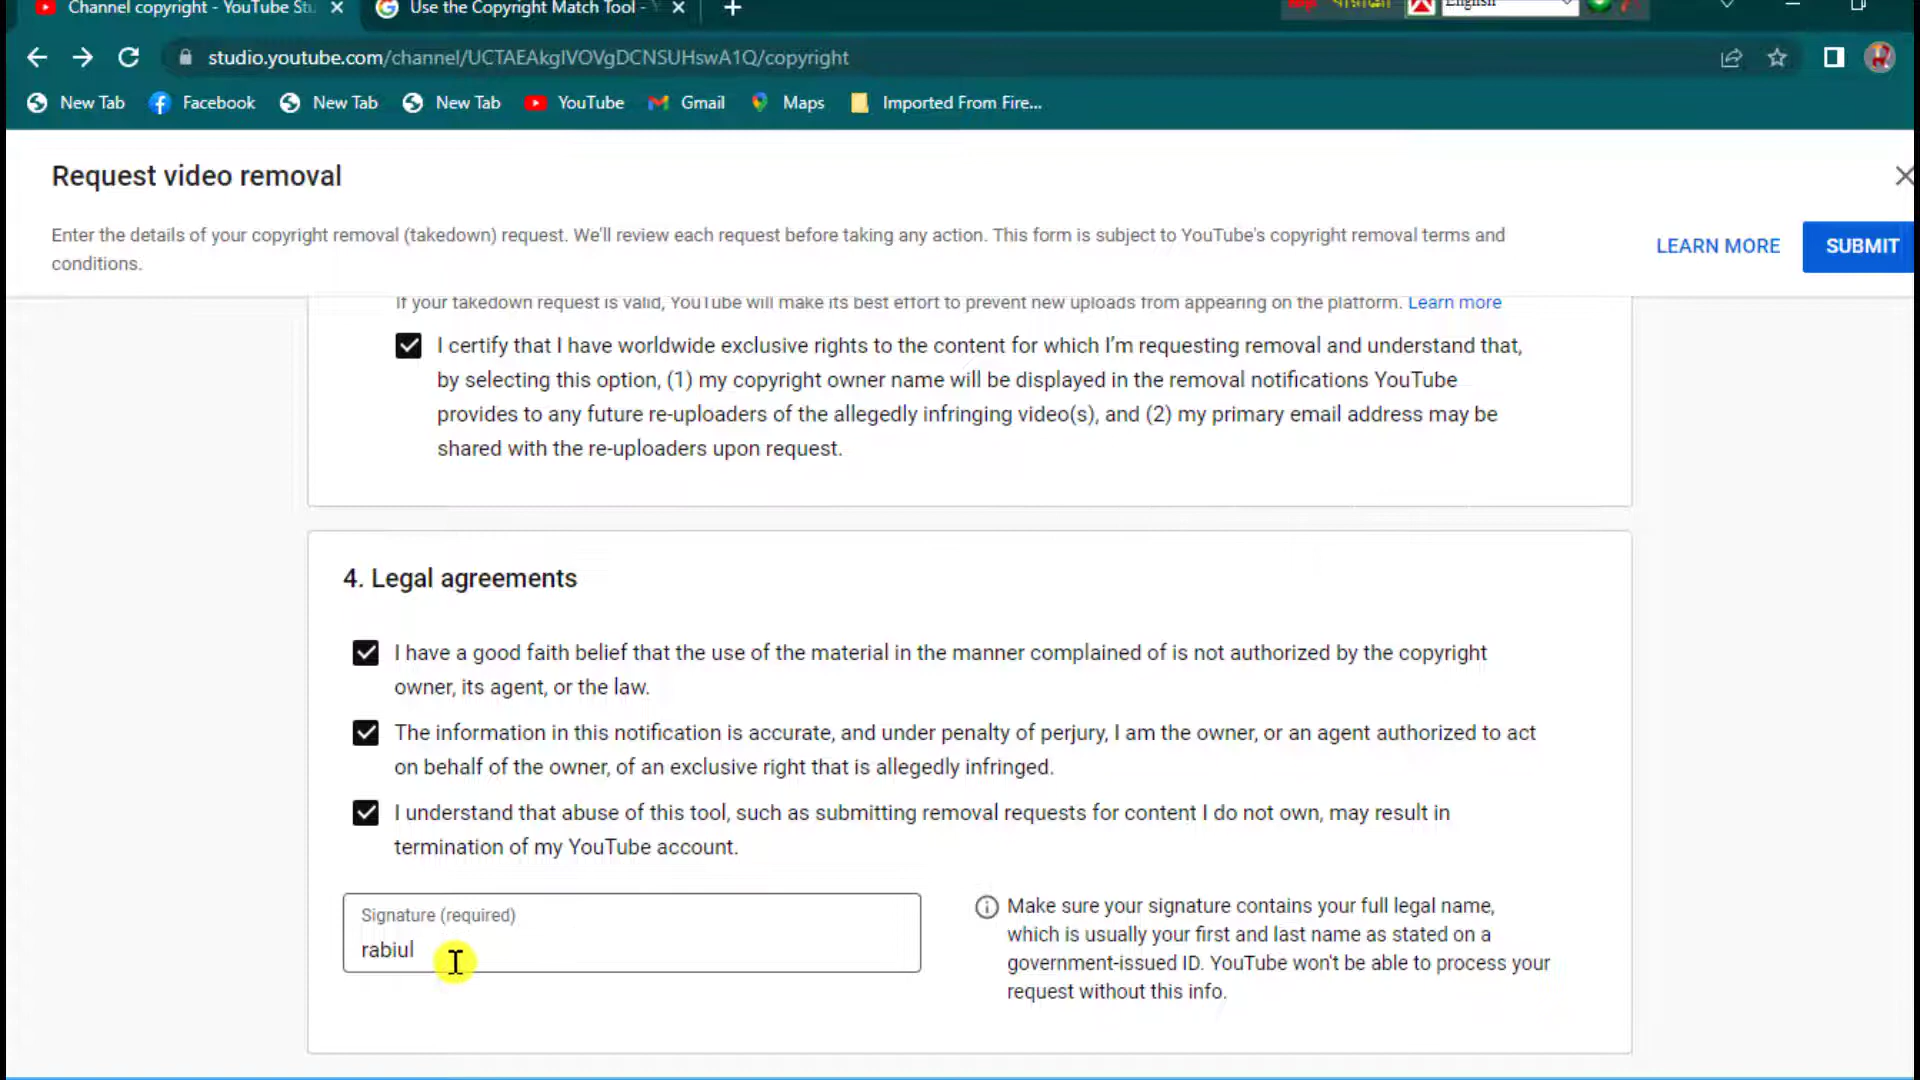 Channel copyright - YouTube Stu
Use the Copyright Match Tool - Y
English
studio.youtube.com/channel/UCTAEAkgIVOVgDCNSUHswA1Q/copyright
New Tab Facebook New Tab New Tab YouTube Gmail Maps Imported From Fire...
Request video removal
Enter the details of your copyright removal (takedown) request. We'll review each request before taking any action. This form is subject to YouTube's copyright removal terms and
conditions.
LEARN MORE SUBMIT
If your takedown request is valid, YouTube will make its best effort to prevent new uploads from appearing on the platform. Learn more
I certify that I have worldwide exclusive rights to the content for which I'm requesting removal and understand that,
by selecting this option, (1) my copyright owner name will be displayed in the removal notifications YouTube
provides to any future re-uploaders of the allegedly infringing video(s), and (2) my primary email address may be
shared with the re-uploaders upon request.
4. Legal agreements
I have a good faith belief that the use of the material in the manner complained of is not authorized by the copyright
owner, its agent, or the law.
The information in this notification is accurate, and under penalty of perjury, I am the owner, or an agent authorized to act
on behalf of the owner, of an exclusive right that is allegedly infringed.
I understand that abuse of this tool, such as submitting removal requests for content I do not own, may result in
termination of my YouTube account.
Signature (required)
rabiul
Make sure your signature contains your full legal name,
which is usually your first and last name as stated on a
government-issued ID. YouTube won't be able to process your
request without this info.